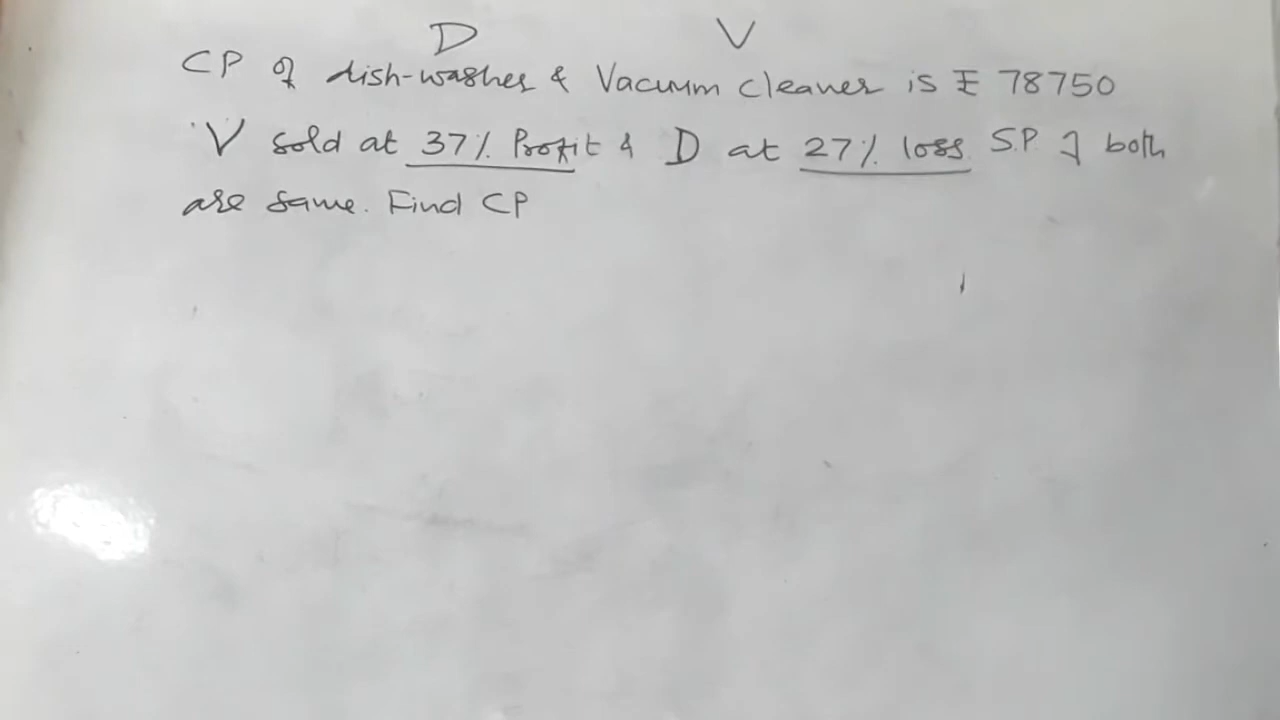 D V
CP of dish-washer & Vacuum cleaner is ₹ 78750
V sold at 37% Profit & D at 27% loss. S.P. of both
are same. Find CP